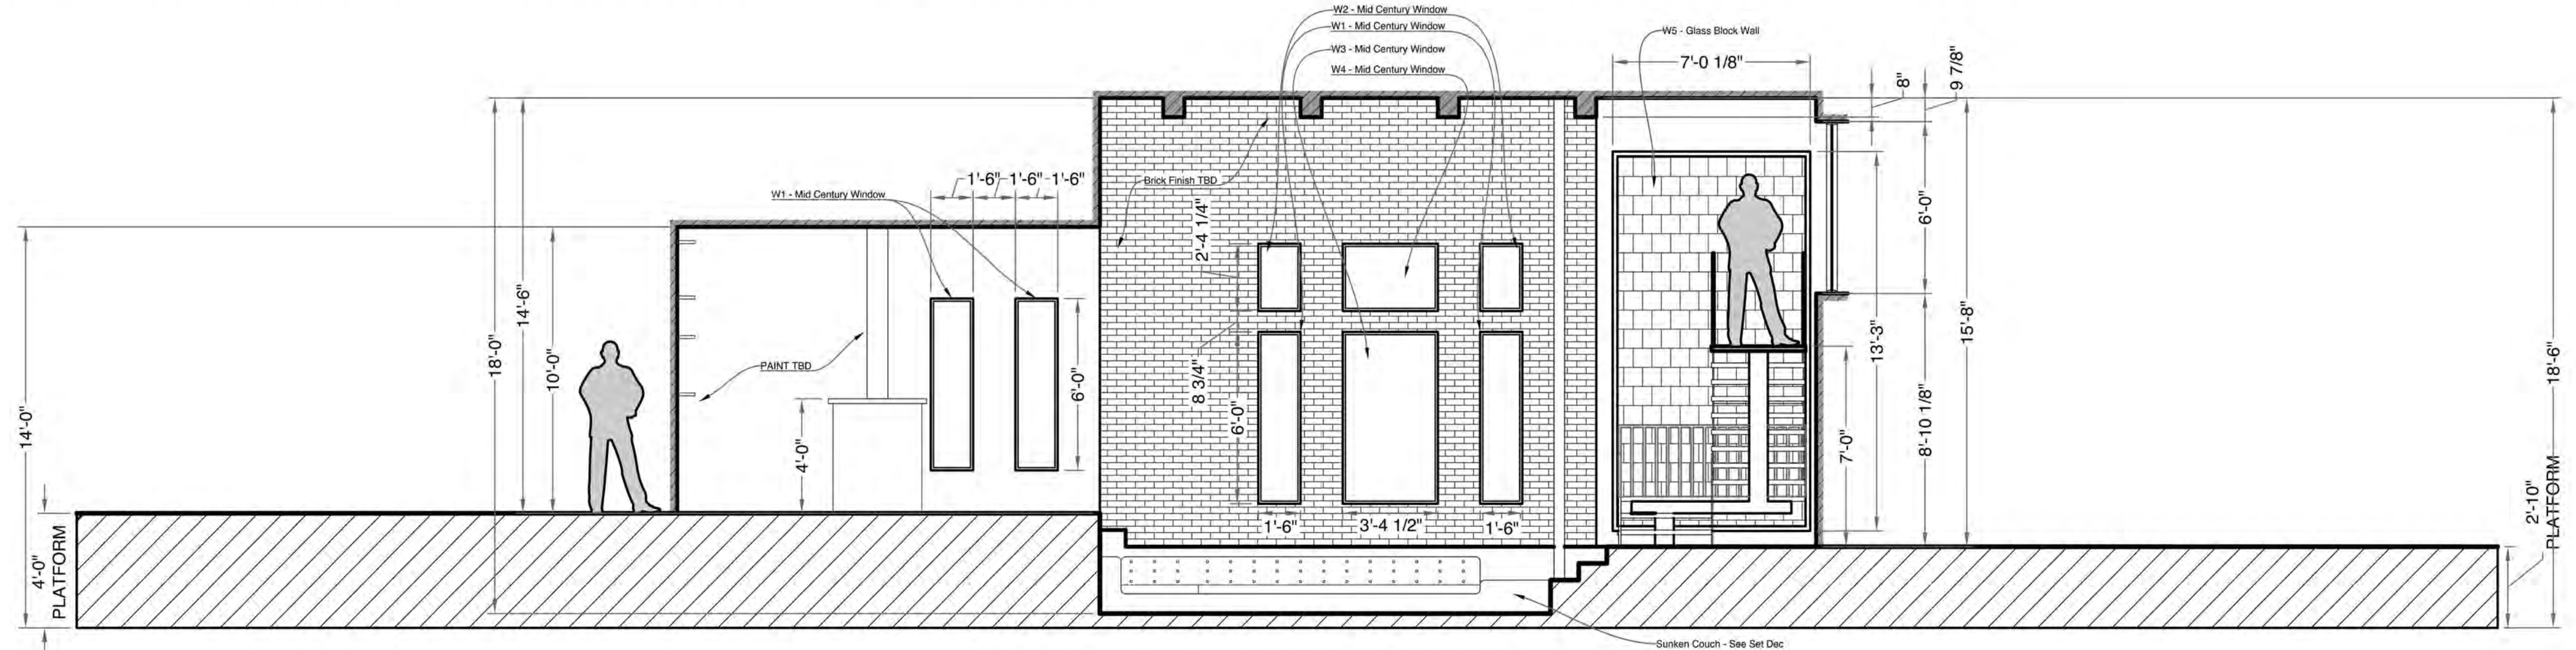 W2 - Mid Century Window
W1 - Mid Century Window
W3 - Mid Century Window
W4 - Mid Century Window
W5 - Glass Block Wall
7'-0 1/8"
8"
9 7/8"
W1 - Mid Century Window
1'-6" 1'-6" 1'-6"
Brick Finish TBD
2'-4 1/4"
8 3/4"
6'-0"
14'-0"
4'-0"
PLATFORM
18'-0"
14'-6"
10'-0"
PAINT TBD
4'-0"
6'-0"
1'-6"
3'-4 1/2"
1'-6"
7'-0"
13'-3"
6'-0"
8'-10 1/8"
15'-8"
18'-6"
2'-10"
PLATFORM
Sunken Couch - See Set Dec